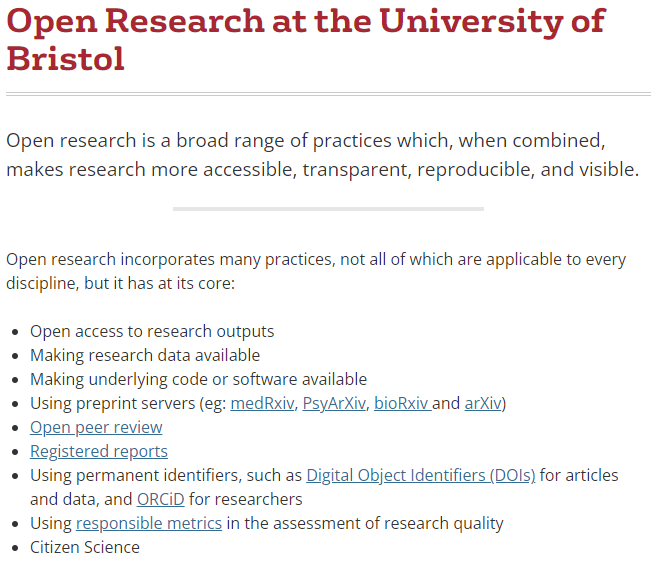 Open Research at the University of
Bristol
Open research is a broad range of practices which, when combined,
makes research more accessible, transparent, reproducible, and visible.
Open research incorporates many practices, not all of which are applicable to every
discipline, but it has at its core:
• Open access to research outputs
• Making research data available
• Making underlying code or software available
• Using preprint servers (eg: medRxiv, PsyArXiv, bioRxiv and arXiv)
• Open peer review
• Registered reports
• Using permanent identifiers, such as Digital Object Identifiers (DOIs) for articles
and data, and ORCiD for researchers
• Using responsible metrics in the assessment of research quality
• Citizen Science